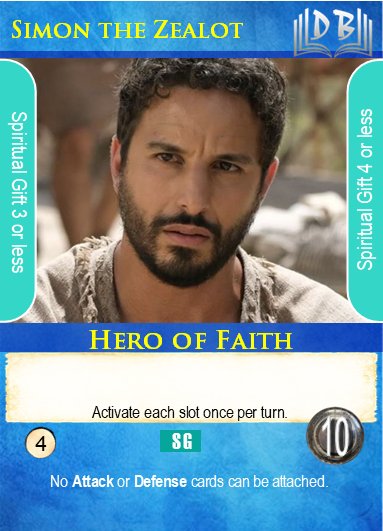 SIMON THE ZEALOT
DB
Spiritual Gift 3 or less
Spiritual Gift 4 or less
HERO OF FAITH
Activate each slot once per turn.
4
SG
10
No Attack or Defense cards can be attached.